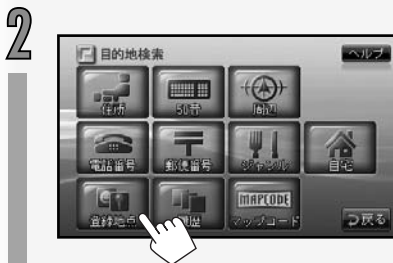 2
目的地検索 ヘルプ
住所 50音 周辺
電話番号 郵便番号 ジャンル 自宅
登録地点 履歴 MAPCODE マップコード 戻る